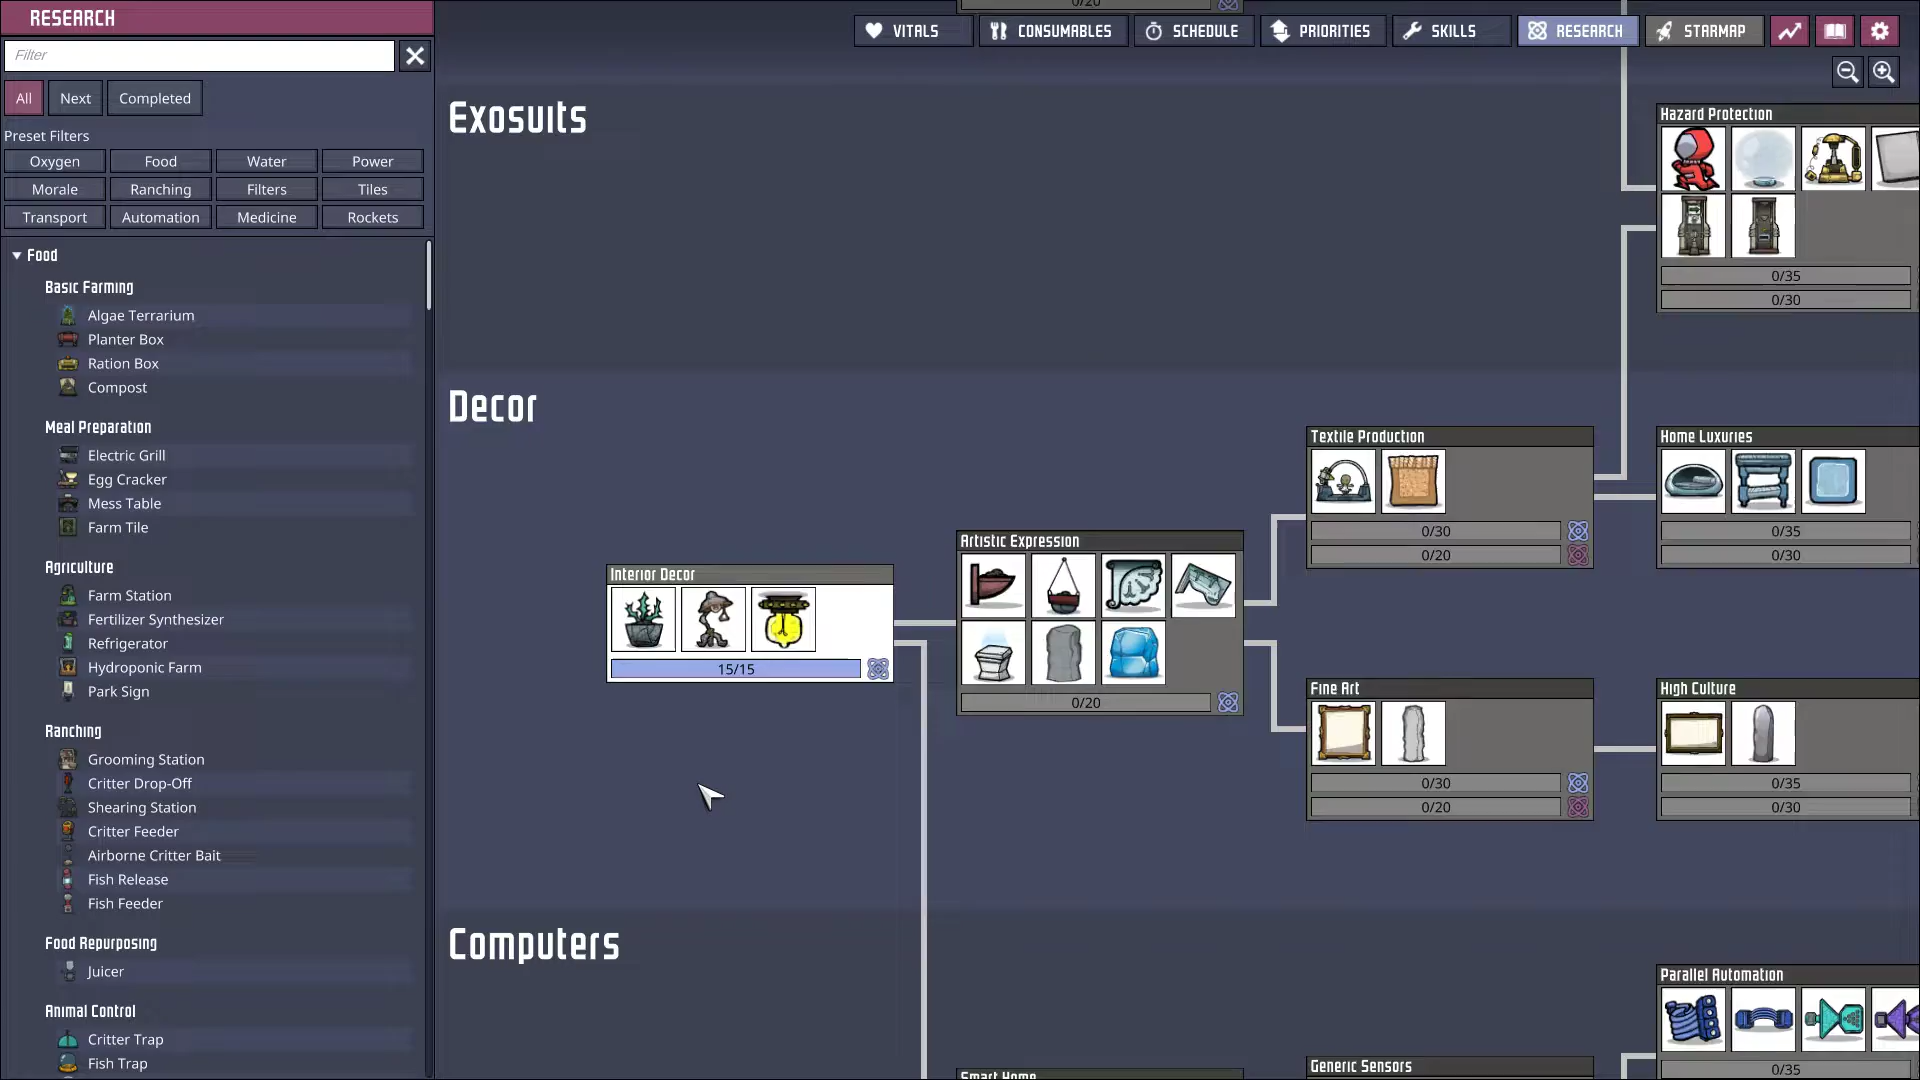 RESEARCH
Filter
All
Next
Completed
Preset Filters
Oxygen
Food
Water
Power
Morale
Ranching
Filters
Tiles
Transport
Automation
Medicine
Rockets
Food
Basic Farming
Algae Terrarium
Planter Box
Ration Box
Compost
Meal Preparation
Electric Grill
Egg Cracker
Mess Table
Farm Tile
Agriculture
Farm Station
Fertilizer Synthesizer
Refrigerator
Hydroponic Farm
Park Sign
Ranching
Grooming Station
Critter Drop-Off
Shearing Station
Critter Feeder
Airborne Critter Bait
Fish Release
Fish Feeder
Food Repurposing
Juicer
Animal Control
Critter Trap
Fish Trap
0/20
VITALS
CONSUMABLES
SCHEDULE
PRIORITIES
SKILLS
RESEARCH
STARMAP
Exosuits
Hazard Protection
0/35
0/30
Decor
Interior Decor
15/15
Artistic Expression
0/20
Textile Production
0/30
0/20
Home Luxuries
0/35
0/30
Fine Art
0/30
0/20
High Culture
0/35
0/30
Computers
Smart Home
Generic Sensors
Parallel Automation
0/35